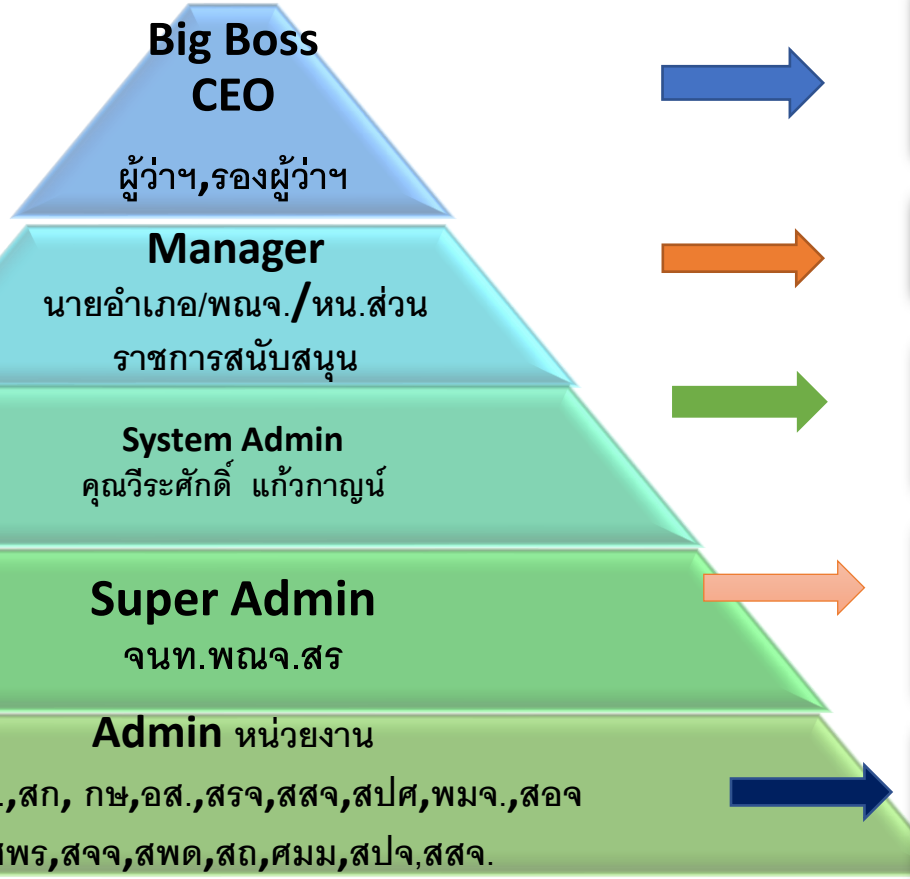 Big Boss
CEO
ผู้ว่าฯ,รองผู้ว่าฯ
Manager
นายอำเภอ/พณจ./หน.ส่วน
ราชการสนับสนุน
System Admin
คุณวีระศักดิ์ แก้วกาญน์
Super Admin
จนท.พณจ.สร
Admin หน่วยงาน
.,สก, กษ,อส.,สรจ,สสจ,สปศ,พมจ.,สอจ
พร,สจจ,สพด,สถ,ศมม,สปจ,สสจ.